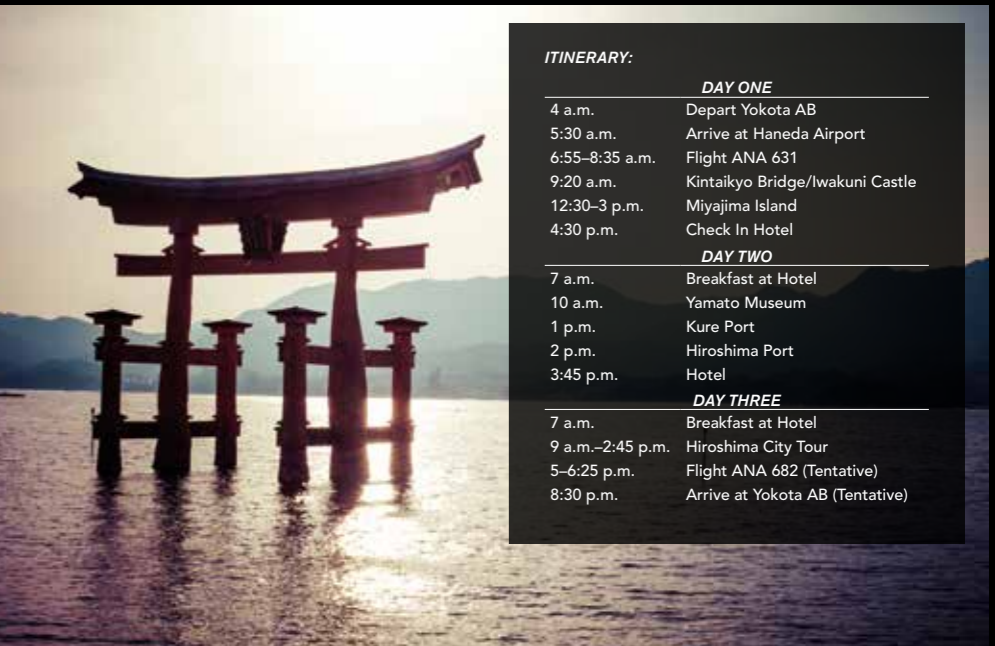 ITINERARY:
DAY ONE
4 a.m. Depart Yokota AB
5:30 a.m. Arrive at Haneda Airport
6:55–8:35 a.m. Flight ANA 631
9:20 a.m. Kintaikyo Bridge/Iwakuni Castle
12:30–3 p.m. Miyajima Island
4:30 p.m. Check In Hotel
DAY TWO
7 a.m. Breakfast at Hotel
10 a.m. Yamato Museum
1 p.m. Kure Port
2 p.m. Hiroshima Port
3:45 p.m. Hotel
DAY THREE
7 a.m. Breakfast at Hotel
9 a.m.–2:45 p.m. Hiroshima City Tour
5–6:25 p.m. Flight ANA 682 (Tentative)
8:30 p.m. Arrive at Yokota AB (Tentative)